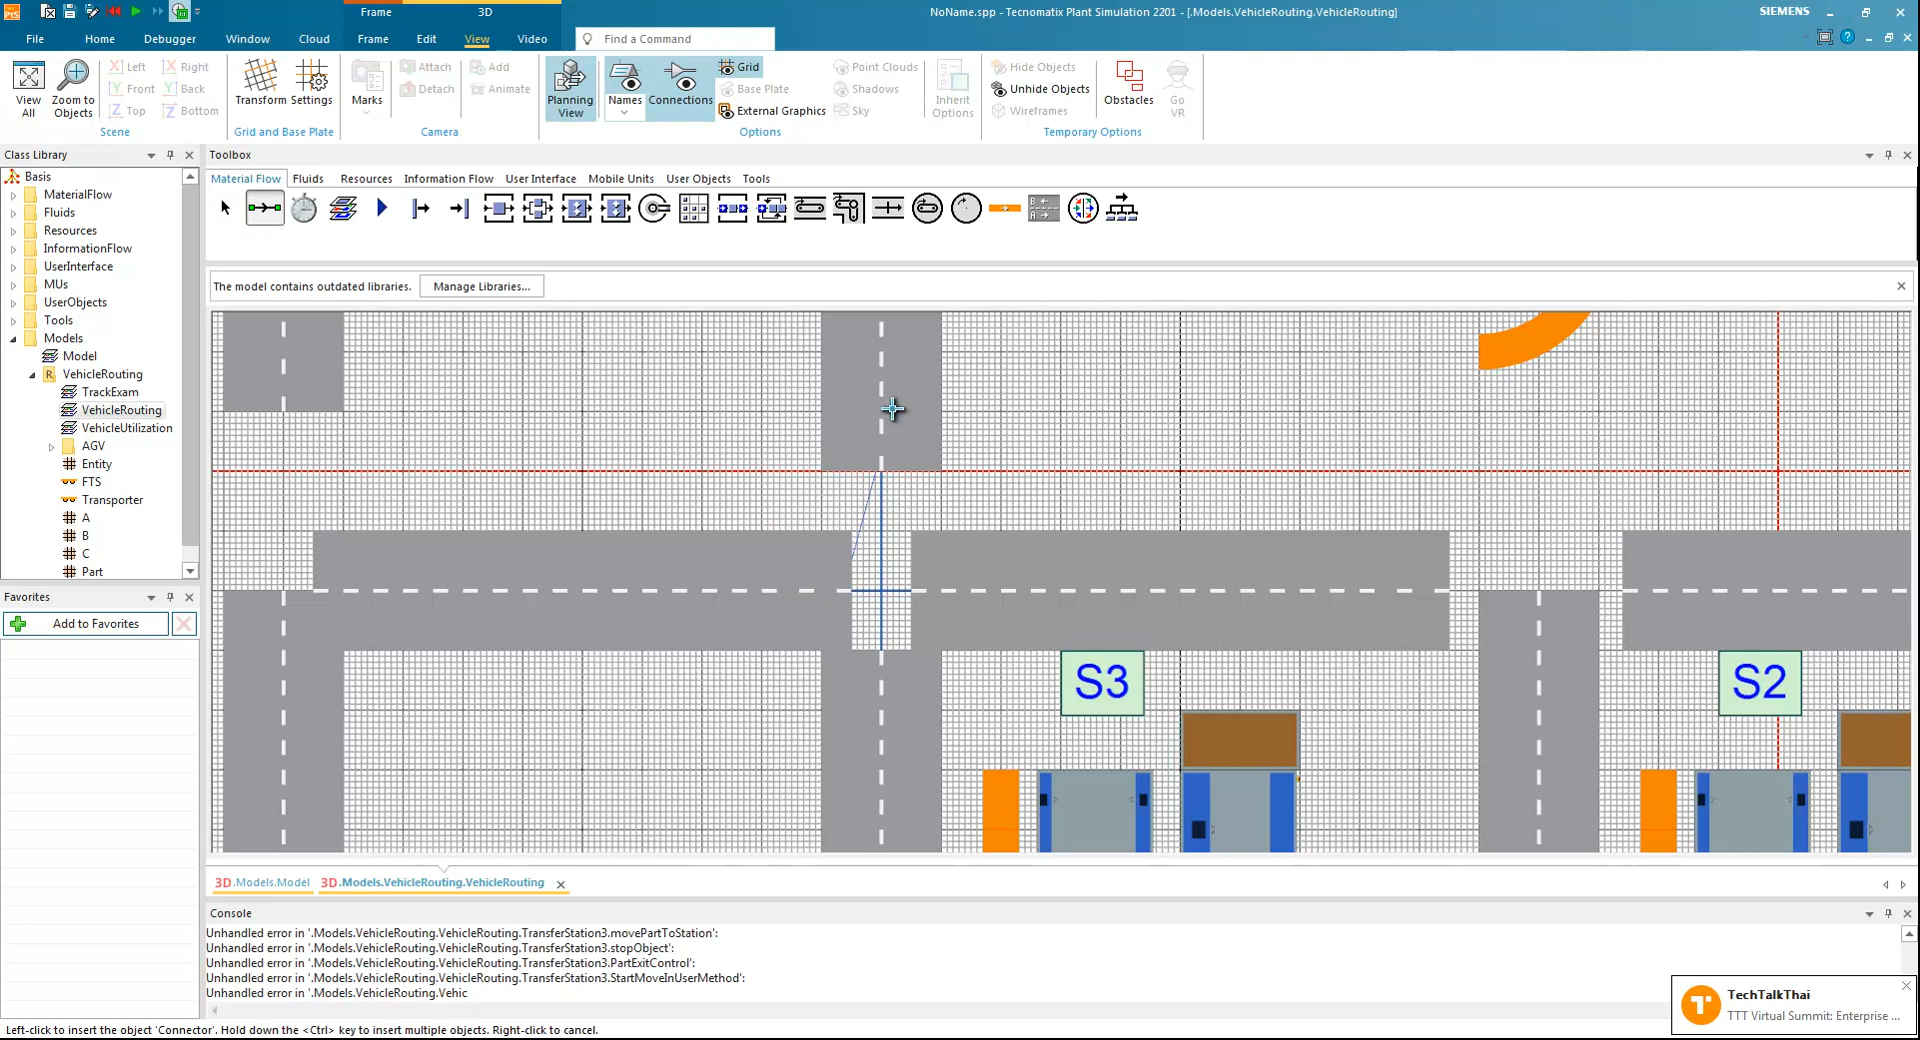 NoName.spp - Tecnomatix Plant Simulation 2201 - [.Models.VehicleRouting.VehicleRouting]
SIEMENS
Frame
3D
File
Home
Debugger
Window
Cloud
Frame
Edit
View
Video
Find a Command
View All
Zoom to Objects
Left
Right
Front
Back
Top
Bottom
Scene
Transform
Settings
Grid and Base Plate
Marks
Attach
Detach
Add
Animate
Camera
Planning View
Names
Connections
Grid
Base Plate
External Graphics
Point Clouds
Shadows
Sky
Options
Inherit Options
Hide Objects
Unhide Objects
Wireframes
Obstacles
Go VR
Temporary Options
Class Library
Basis
MaterialFlow
Fluids
Resources
InformationFlow
UserInterface
MUs
UserObjects
Tools
Models
Model
VehicleRouting
TrackExam
VehicleRouting
VehicleUtilization
AGV
Entity
FTS
Transporter
A
B
C
Part
Favorites
Add to Favorites
Toolbox
Material Flow
Fluids
Resources
Information Flow
User Interface
Mobile Units
User Objects
Tools
The model contains outdated libraries.
Manage Libraries...
S3
S2
3D.Models.Model
3D.Models.VehicleRouting.VehicleRouting
Console
Unhandled error in '.Models.VehicleRouting.VehicleRouting.TransferStation3.movePartToStation':
Unhandled error in '.Models.VehicleRouting.VehicleRouting.TransferStation3.stopObject':
Unhandled error in '.Models.VehicleRouting.VehicleRouting.TransferStation3.PartExitControl':
Unhandled error in '.Models.VehicleRouting.VehicleRouting.TransferStation3.StartMoveInUserMethod':
Unhandled error in '.Models.VehicleRouting.Vehic
TechTalkThai
TTT Virtual Summit: Enterprise ...
Left-click to insert the object 'Connector'. Hold down the <Ctrl> key to insert multiple objects. Right-click to cancel.